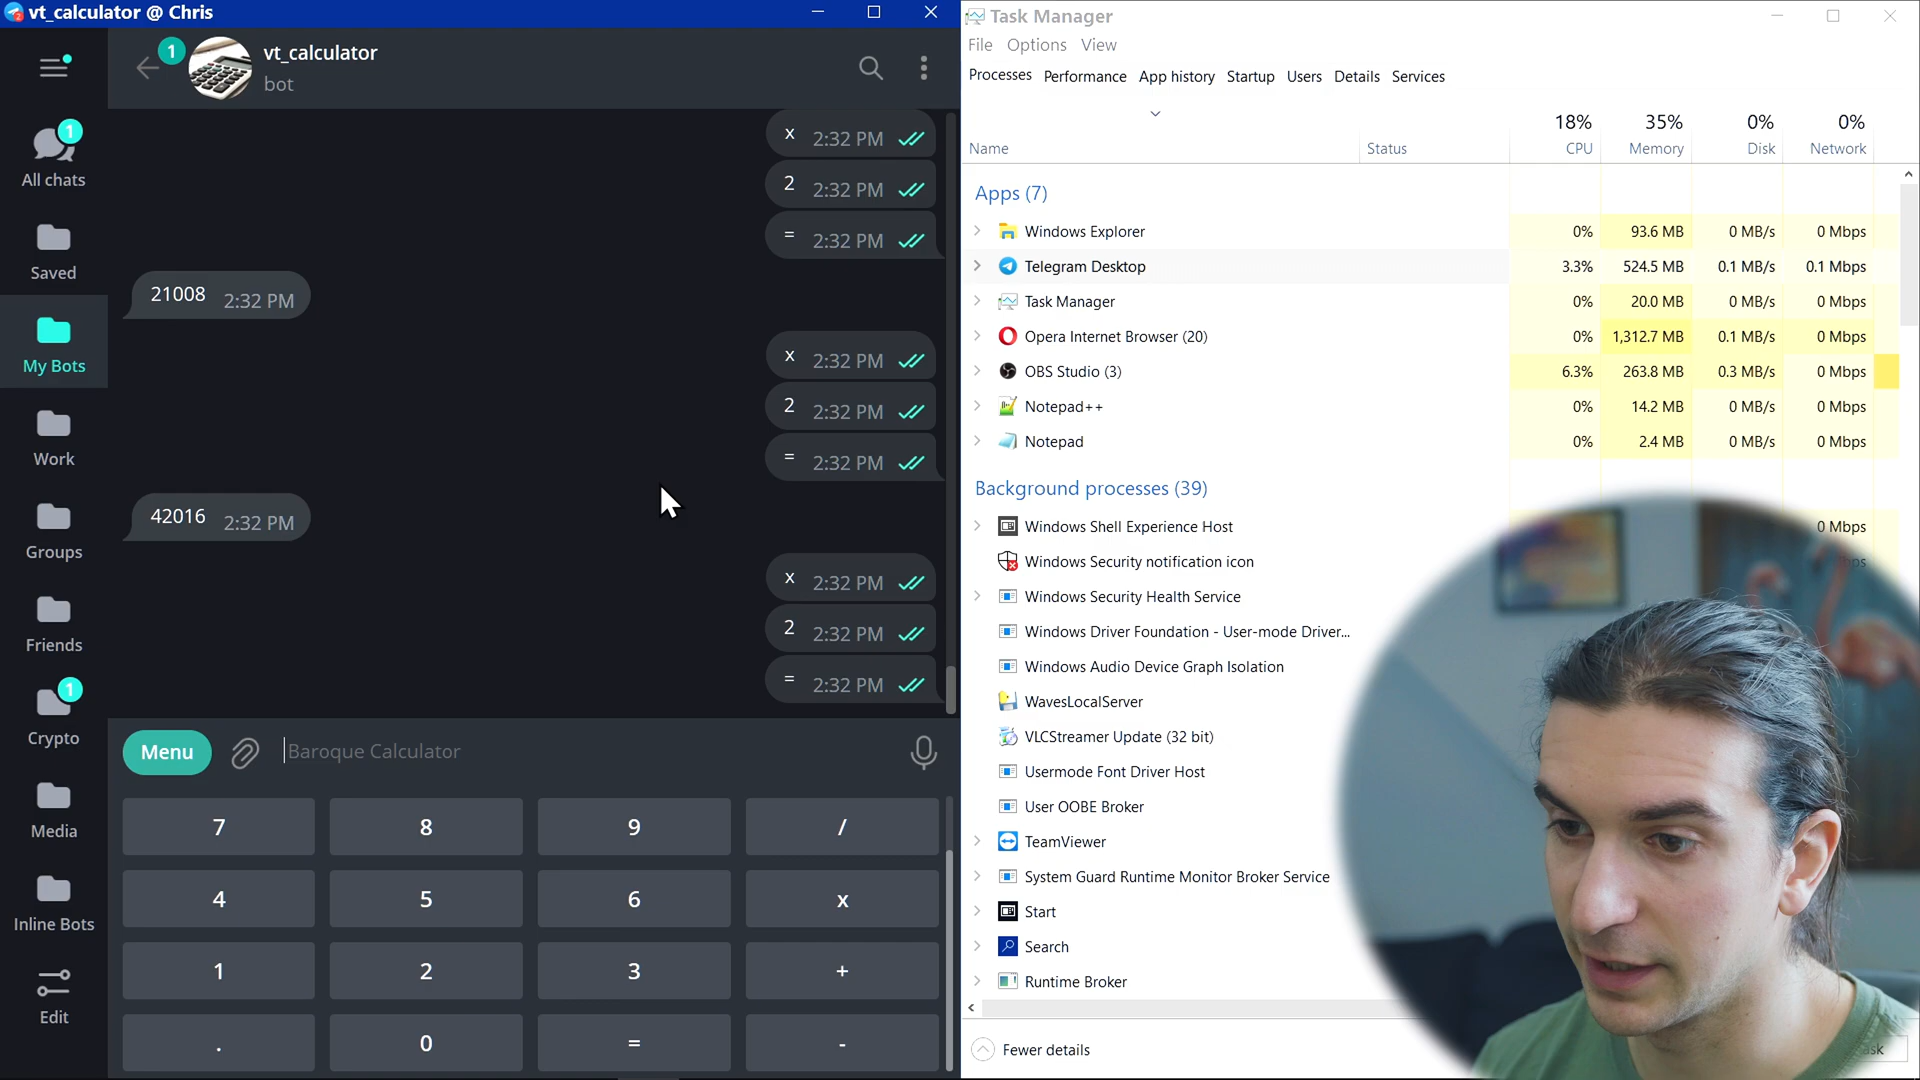 vt_calculator @ Chris
1
vt_calculator
bot
1
All chats
Saved
My Bots
Work
Groups
Friends
1
Crypto
Media
Inline Bots
Edit
x 2:32 PM
2 2:32 PM
= 2:32 PM
21008 2:32 PM
x 2:32 PM
2 2:32 PM
= 2:32 PM
42016 2:32 PM
x 2:32 PM
2 2:32 PM
= 2:32 PM
Menu Baroque Calculator
7 8 9 /
4 5 6 x
1 2 3 +
. 0 = -
Task Manager
File Options View
Processes Performance App history Startup Users Details Services
18% 35% 0% 0%
Name Status CPU Memory Disk Network
Apps (7)
Windows Explorer 0% 93.6 MB 0 MB/s 0 Mbps
Telegram Desktop 3.3% 524.5 MB 0.1 MB/s 0.1 Mbps
Task Manager 0% 20.0 MB 0 MB/s 0 Mbps
Opera Internet Browser (20) 0% 1,312.7 MB 0.1 MB/s 0 Mbps
OBS Studio (3) 6.3% 263.8 MB 0.3 MB/s 0 Mbps
Notepad++ 0% 14.2 MB 0 MB/s 0 Mbps
Notepad 0% 2.4 MB 0 MB/s 0 Mbps
Background processes (39)
Windows Shell Experience Host 0 Mbps
Windows Security notification icon
Windows Security Health Service
Windows Driver Foundation - User-mode Driver...
Windows Audio Device Graph Isolation
WavesLocalServer
VLCStreamer Update (32 bit)
Usermode Font Driver Host
User OOBE Broker
TeamViewer
System Guard Runtime Monitor Broker Service
Start
Search
Runtime Broker
Fewer details